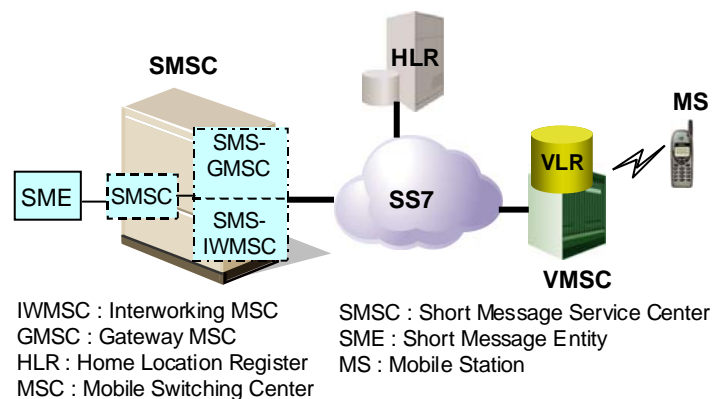 SMSC
HLR
MS
SMS-
GMSC
VLR
SME
SMSC
SS7
SMS-
IWMSC
VMSC
IWMSC : Interworking MSC
GMSC : Gateway MSC
HLR : Home Location Register
MSC : Mobile Switching Center
SMSC : Short Message Service Center
SME : Short Message Entity
MS : Mobile Station